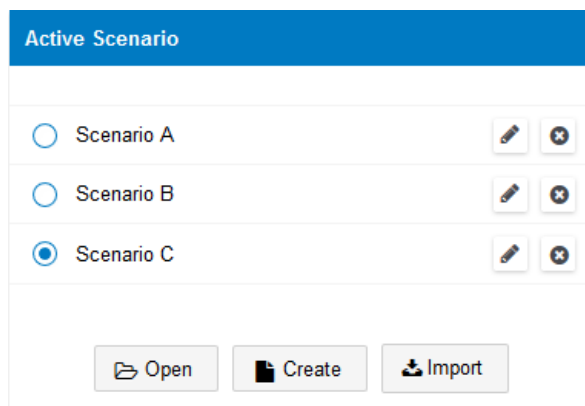 Active Scenario
Scenario A
Scenario B
Scenario C
Open Create Import